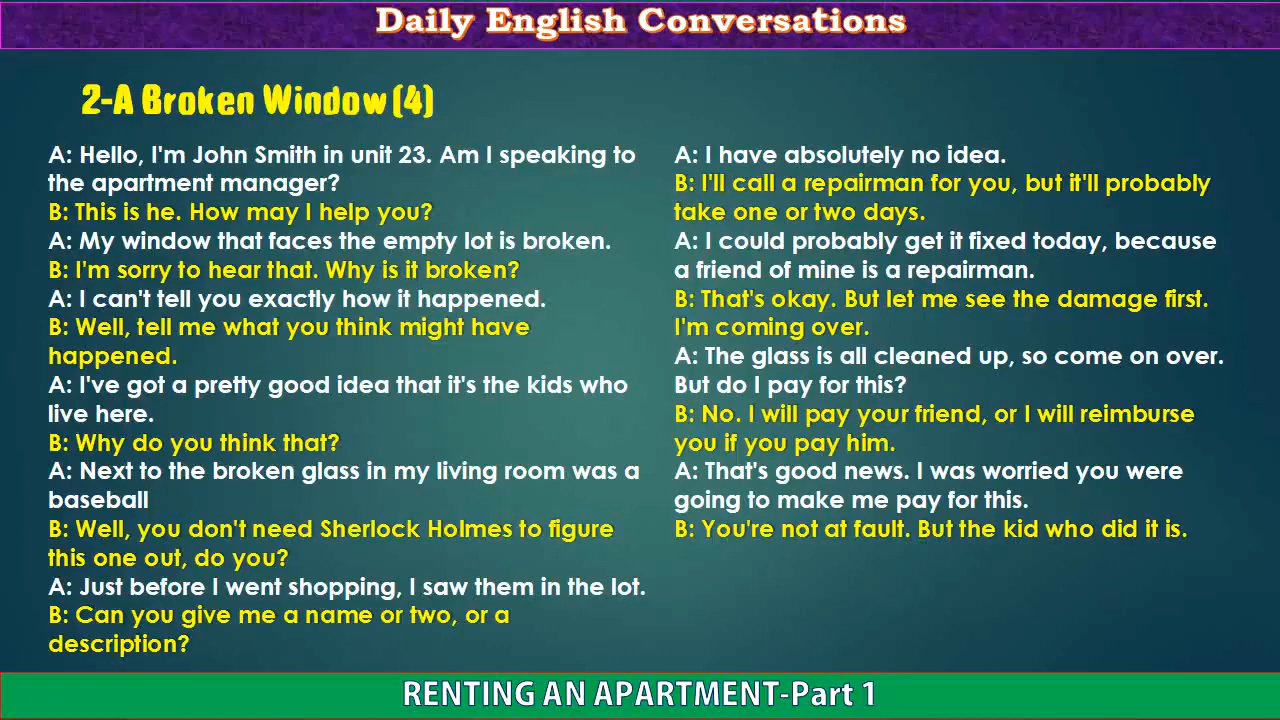 Daily English Conversations
2-A Broken Window(4)
A: Hello, I'm John Smith in unit 23. Am I speaking to
the apartment manager?
B: This is he. How may I help you?
A: My window that faces the empty lot is broken.
B: I'm sorry to hear that. Why is it broken?
A: I can't tell you exactly how it happened.
B: Well, tell me what you think might have
happened.
A: I've got a pretty good idea that it's the kids who
live here.
B: Why do you think that?
A: Next to the broken glass in my living room was a
baseball
B: Well, you don't need Sherlock Holmes to figure
this one out, do you?
A: Just before I went shopping, I saw them in the lot.
B: Can you give me a name or two, or a
description?
A: I have absolutely no idea.
B: I'll call a repairman for you, but it'll probably
take one or two days.
A: I could probably get it fixed today, because
a friend of mine is a repairman.
B: That's okay. But let me see the damage first.
I'm coming over.
A: The glass is all cleaned up, so come on over.
But do I pay for this?
B: No. I will pay your friend, or I will reimburse
you if you pay him.
A: That's good news. I was worried you were
going to make me pay for this.
B: You're not at fault. But the kid who did it is.
RENTING AN APARTMENT-Part 1